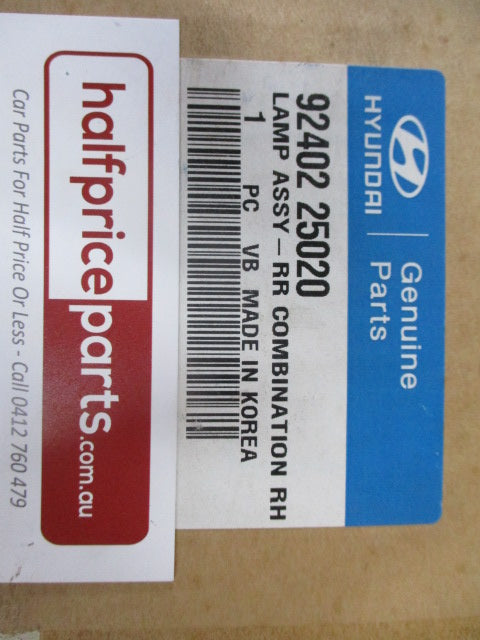 HYUNDAI
Genuine
Parts
92402 25020
LAMP ASSY-RR COMBINATION RH
1 PC VB MADE IN KOREA
halfpriceparts.com.au
Car Parts For Half Price Or Less - Call 0412 760 479